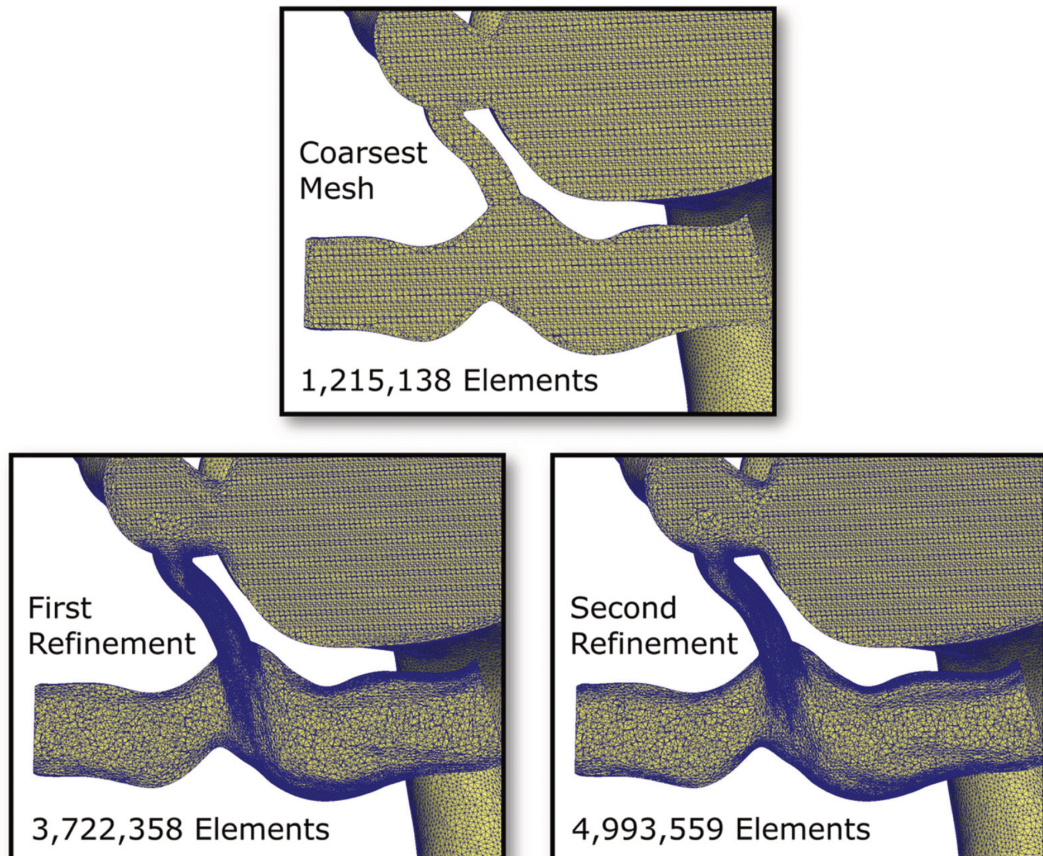 Coarsest
Mesh
1,215,138 Elements
First
Refinement
3,722,358 Elements
Second
Refinement
4,993,559 Elements